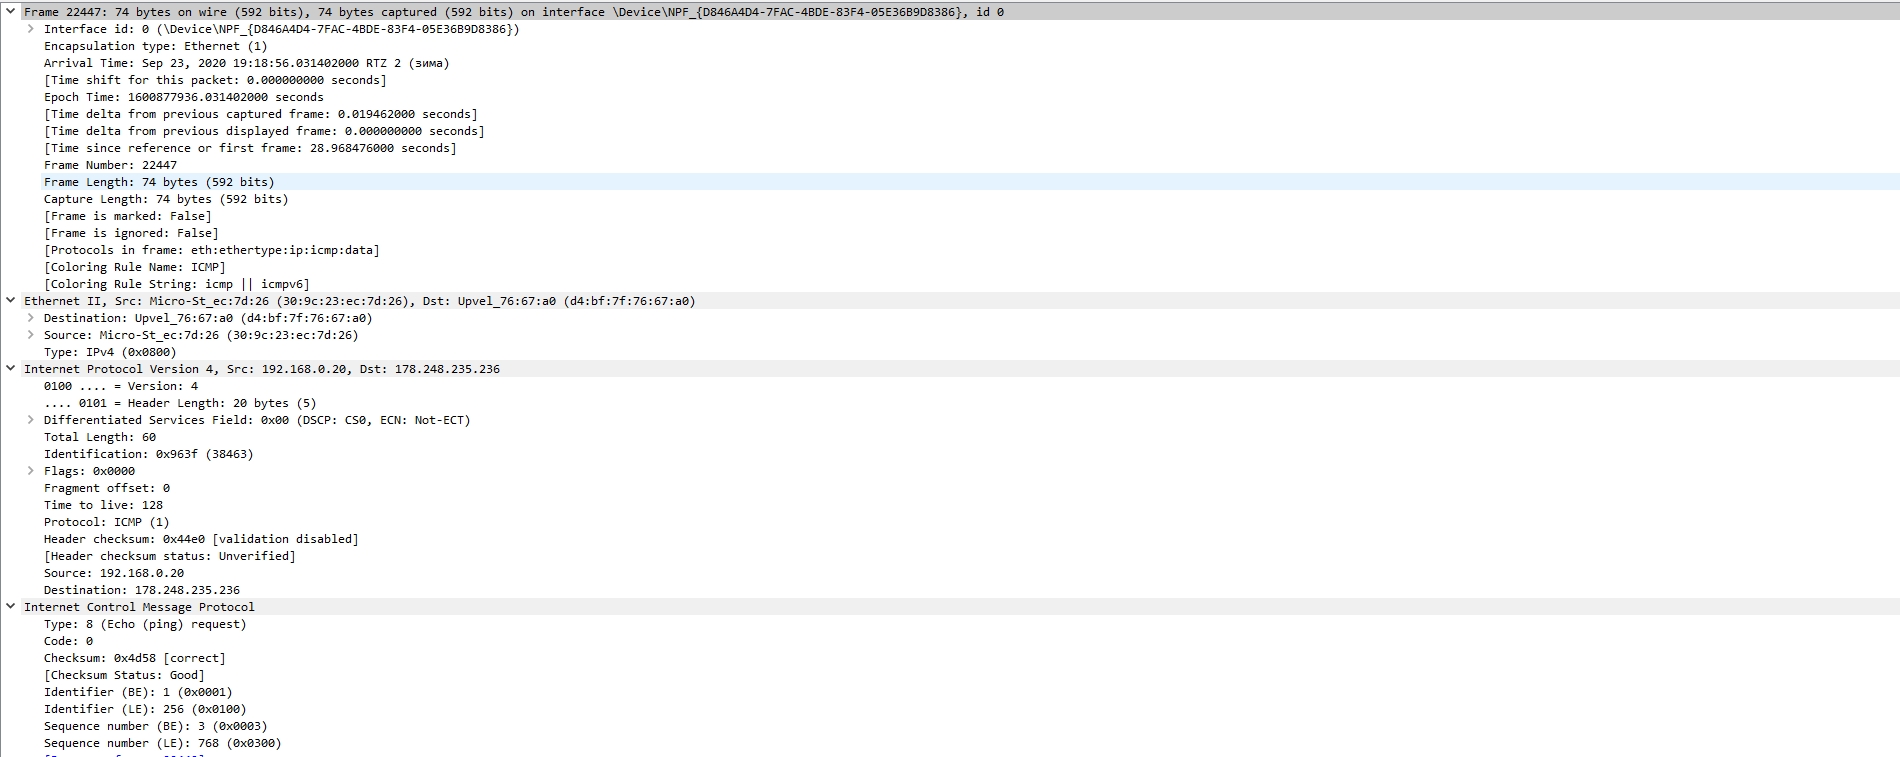 Frame 22447: 74 bytes on wire (592 bits), 74 bytes captured (592 bits) on interface \Device\NPF_{D846A4D4-7FAC-4BDE-83F4-05E36B9D8386}, id 0
Interface id: 0 (\Device\NPF_{D846A4D4-7FAC-4BDE-83F4-05E36B9D8386})
Encapsulation type: Ethernet (1)
Arrival Time: Sep 23, 2020 19:18:56.031402000 RTZ 2 (зима)
[Time shift for this packet: 0.000000000 seconds]
Epoch Time: 1600877936.031402000 seconds
[Time delta from previous captured frame: 0.019462000 seconds]
[Time delta from previous displayed frame: 0.000000000 seconds]
[Time since reference or first frame: 28.968476000 seconds]
Frame Number: 22447
Frame Length: 74 bytes (592 bits)
Capture Length: 74 bytes (592 bits)
[Frame is marked: False]
[Frame is ignored: False]
[Protocols in frame: eth:ethertype:ip:icmp:data]
[Coloring Rule Name: ICMP]
[Coloring Rule String: icmp || icmpv6]
Ethernet II, Src: Micro-St_ec:7d:26 (30:9c:23:ec:7d:26), Dst: Upvel_76:67:a0 (d4:bf:7f:76:67:a0)
Destination: Upvel_76:67:a0 (d4:bf:7f:76:67:a0)
Source: Micro-St_ec:7d:26 (30:9c:23:ec:7d:26)
Type: IPv4 (0x0800)
Internet Protocol Version 4, Src: 192.168.0.20, Dst: 178.248.235.236
0100 .... = Version: 4
.... 0101 = Header Length: 20 bytes (5)
Differentiated Services Field: 0x00 (DSCP: CS0, ECN: Not-ECT)
Total Length: 60
Identification: 0x963f (38463)
Flags: 0x0000
Fragment offset: 0
Time to live: 128
Protocol: ICMP (1)
Header checksum: 0x44e0 [validation disabled]
[Header checksum status: Unverified]
Source: 192.168.0.20
Destination: 178.248.235.236
Internet Control Message Protocol
Type: 8 (Echo (ping) request)
Code: 0
Checksum: 0x4d58 [correct]
[Checksum Status: Good]
Identifier (BE): 1 (0x0001)
Identifier (LE): 256 (0x0100)
Sequence number (BE): 3 (0x0003)
Sequence number (LE): 768 (0x0300)